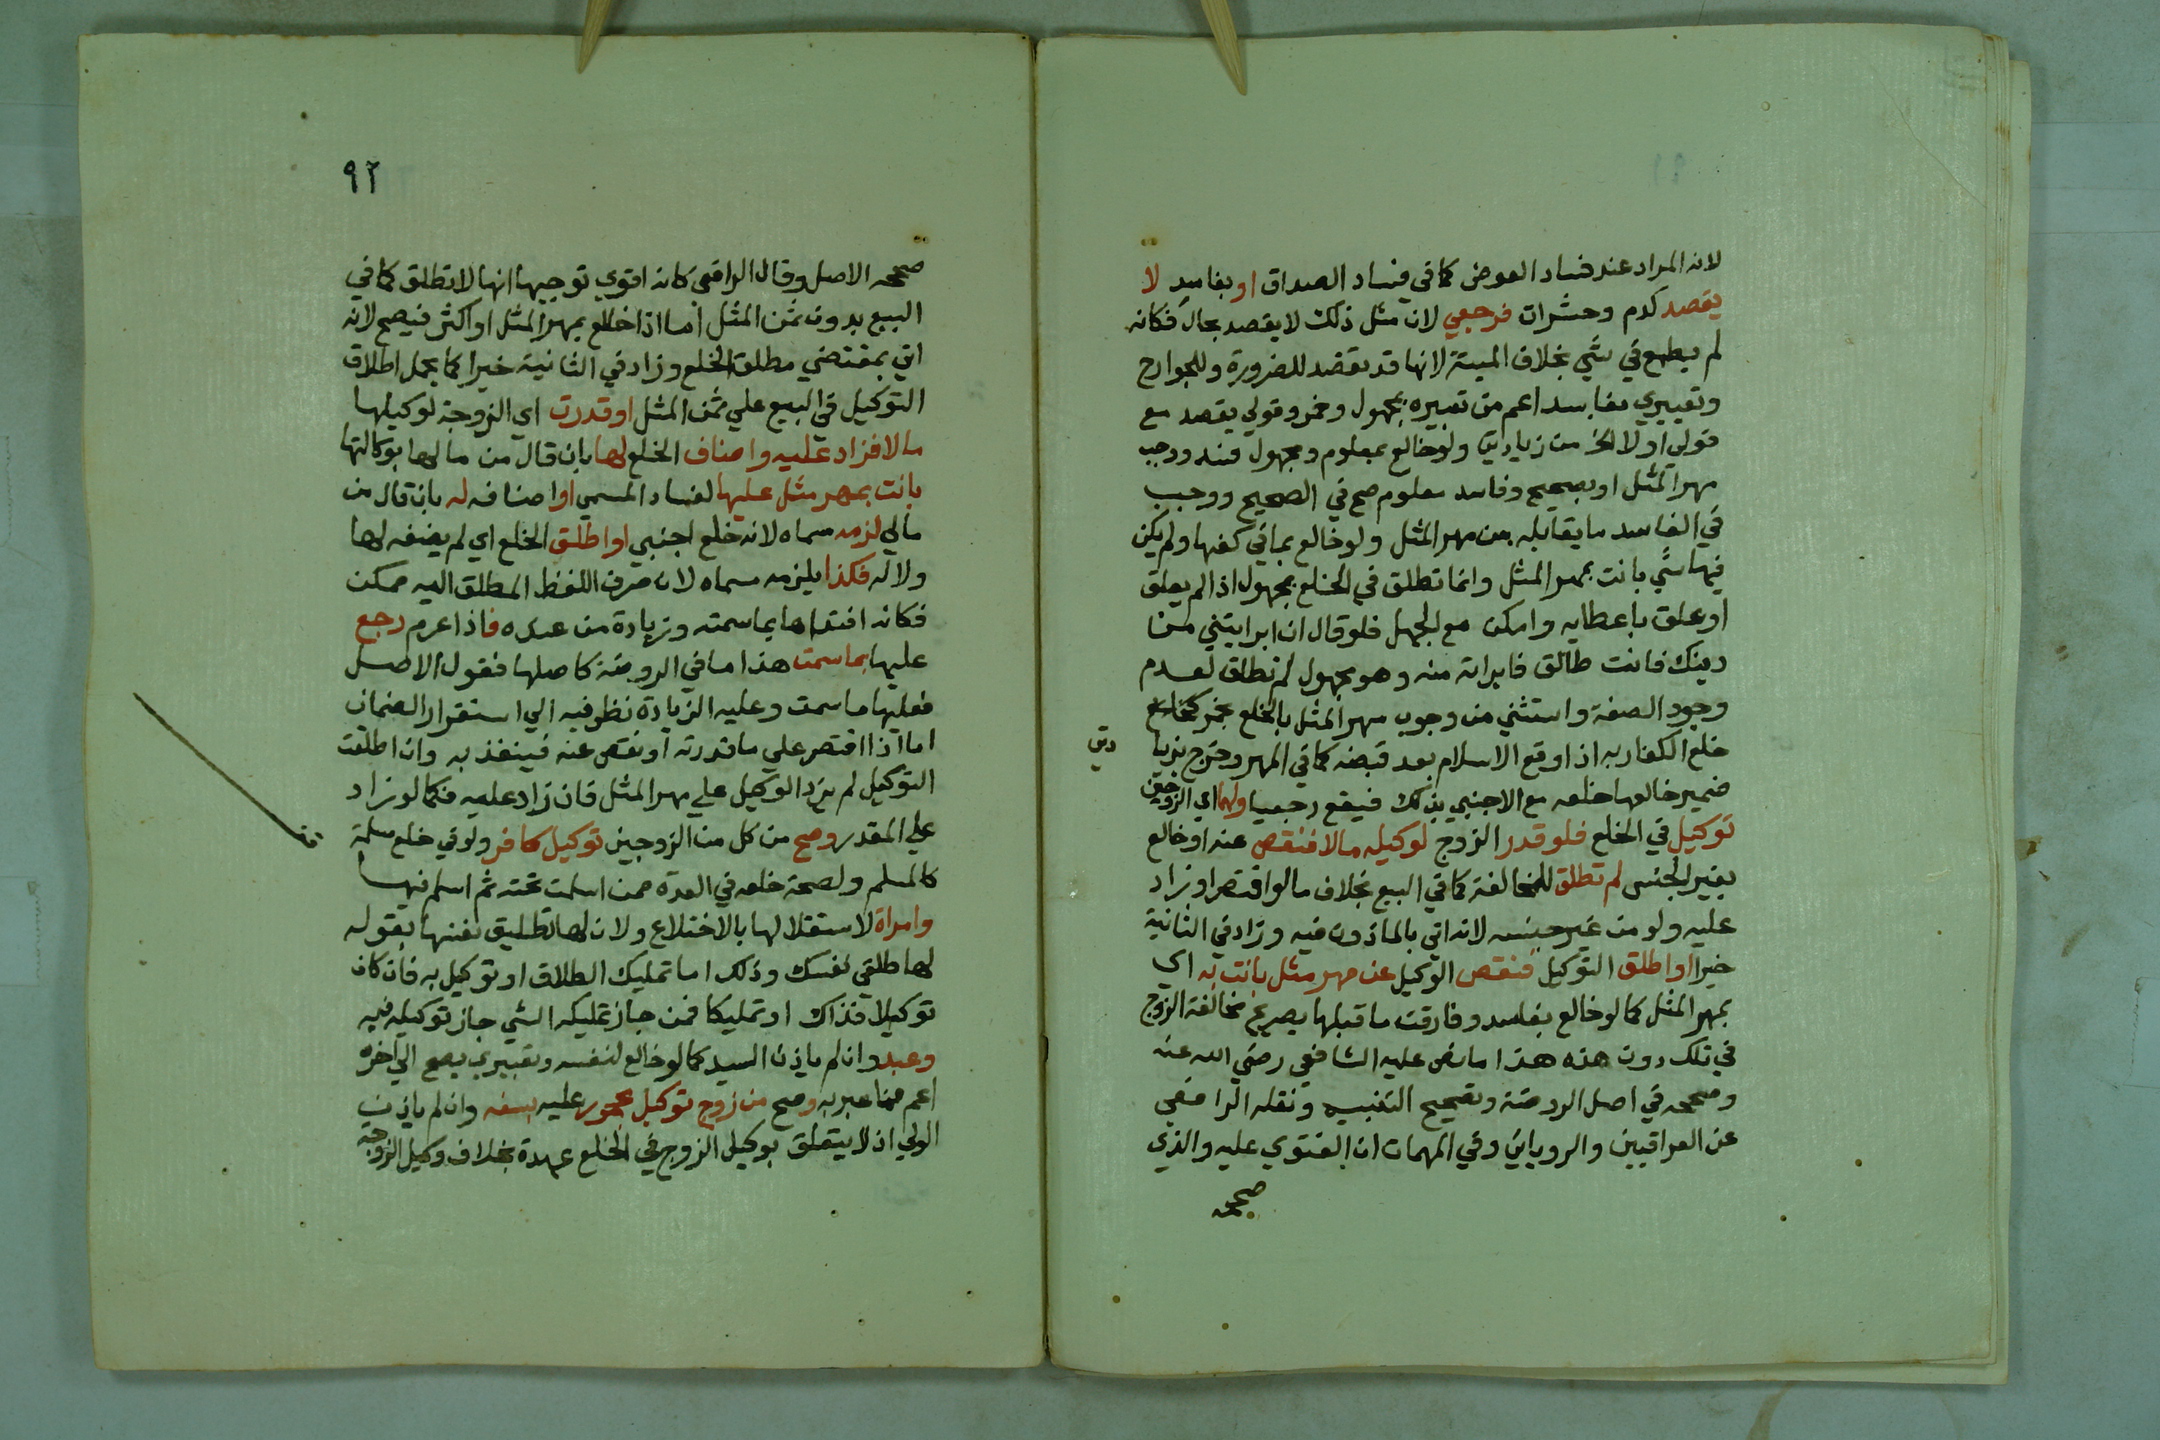 لانه المراد عند فساد العوض كما في فساد الصداق او بفاسد لا
يقصد كدم وحشرات فرجعي لان مثل ذلك لا يقصد بحال فكانه
لم يطمع في شي بخلاف الميتة لانها قد تقصد للضرورة وللجوارح
وتعبيري بفاسد اعم من تعبيره بمجهول وخمر وقولي يقصد مع
قولي او لا الخ من زيادتي ولو خالع بمعلوم ومجهول فسد ووجب
مهر المثل او بصحيح وفاسد معلوم صح في الصحيح ووجب
في الفاسد ما يقابله من مهر المثل ولو خالع بما في كفها ولم يكن
فيها شي بانت بمهر المثل وانما تطلق في الخلع بمجهول اذا لم يعلق
او علق باعطايه وامكن مع الجهل فلو قال ان ابرايتني من
دينك فانت طالق فابراته منه وهو مجهول لم تطلق لعدم
وجود الصفة واستثني من وجوب مهر المثل بالخلع بخمر
خلع الكفار به اذا وقع الاسلام بعد قبضه كما في المهر وخرج بزيا
دتي
ضمير خالعها خلعه مع الاجنبي بذلك فيقع رجعيا ولهما اي الزوجين
توكيل في الخلع فلو قدر الزوج لوكيله مالا فنقص عنه او خالع
بغير الجنس لم تطلق للمخالفة كما في البيع بخلاف ما لو اقتصر او زاد
عليه ولو من غير جنسه لانه اتي بالماذون فيه وزاد في الثانية
خيرا او اطلق التوكيل فنقص الوكيل عن مهر مثل بانت به اي
بمهر المثل كما لو خالع بفاسد وفارقت ما قبلها بصريح مخالفة الزوج
في تلك دون هذه هذا ما نص عليه الشافعي رضي الله عنه
وصححه في اصل الروضة وتصحيح التنبيه ونقله الرافعي
عن العراقيين والروياني وفي المهمات ان الفتوي عليه والذي
صححه
٩٢
صححه الاصل وقال الرافعي كانه اقوي توجيها انها لا تطلق كما في
البيع بدون ثمن المثل اما اذا خالع بمهر المثل او اكثر فيصح لانه
اتي بمقتضي مطلق الخلع وزاد في الثانية خيرا كما يحمل اطلاق
التوكيل في البيع علي ثمن المثل او قدرت اي الزوجة لوكيلها
مالا فزاد عليه واضاف الخلع لها بان قال من مالها بوكالتها
بانت بمهر مثل عليها لفساد المسمي او اضافه له بان قال من
مالي لزمه مسماه لانه خلع اجنبي او اطلق الخلع اي لم يضفه لها
ولا له فكذا يلزمه مسماه لان صرف اللفظ المطلق اليه ممكن
فكانه افتداها بما سمته وزيادة من عنده فاذا غرم رجع
عليها بما سمت هذا ما في الروضة كاصلها فقول الاصل
فعليها ما سمت وعليه الزيادة نظر فيه الي استقرار الضمان
اما اذا اقتصر علي ما قدرته او نقص عنه فينفذ به وان اطلقت
التوكيل لم يزد الوكيل علي مهر المثل فان زاد عليه فكما لو زاد
علي المقدر وصح من كل من الزوجين توكيل كافر ولو في خلع مسلمة
كالمسلم ولصحة خلعه في العدة ممن اسلمت تحته ثم اسلم فيها
وامراة لاستقلالها بالاختلاع ولان لها تطليق نفسها بقوله
لها طلقي نفسك وذلك اما تمليك الطلاق او توكيل به فان كان
توكيلا فذاك او تمليكا فمن جاز تمليكه الشي جاز توكيله فيه
وعبد وان لم ياذن السيد كما لو خالع لنفسه وتعبيري بصح الي اخره
اعم مما عبر به وصح من زوج توكيل محجور عليه بسفه وان لم ياذن
الولي اذ لا يتعلق بوكيل الزوج في الخلع عهدة بخلاف وكيل الزوجة